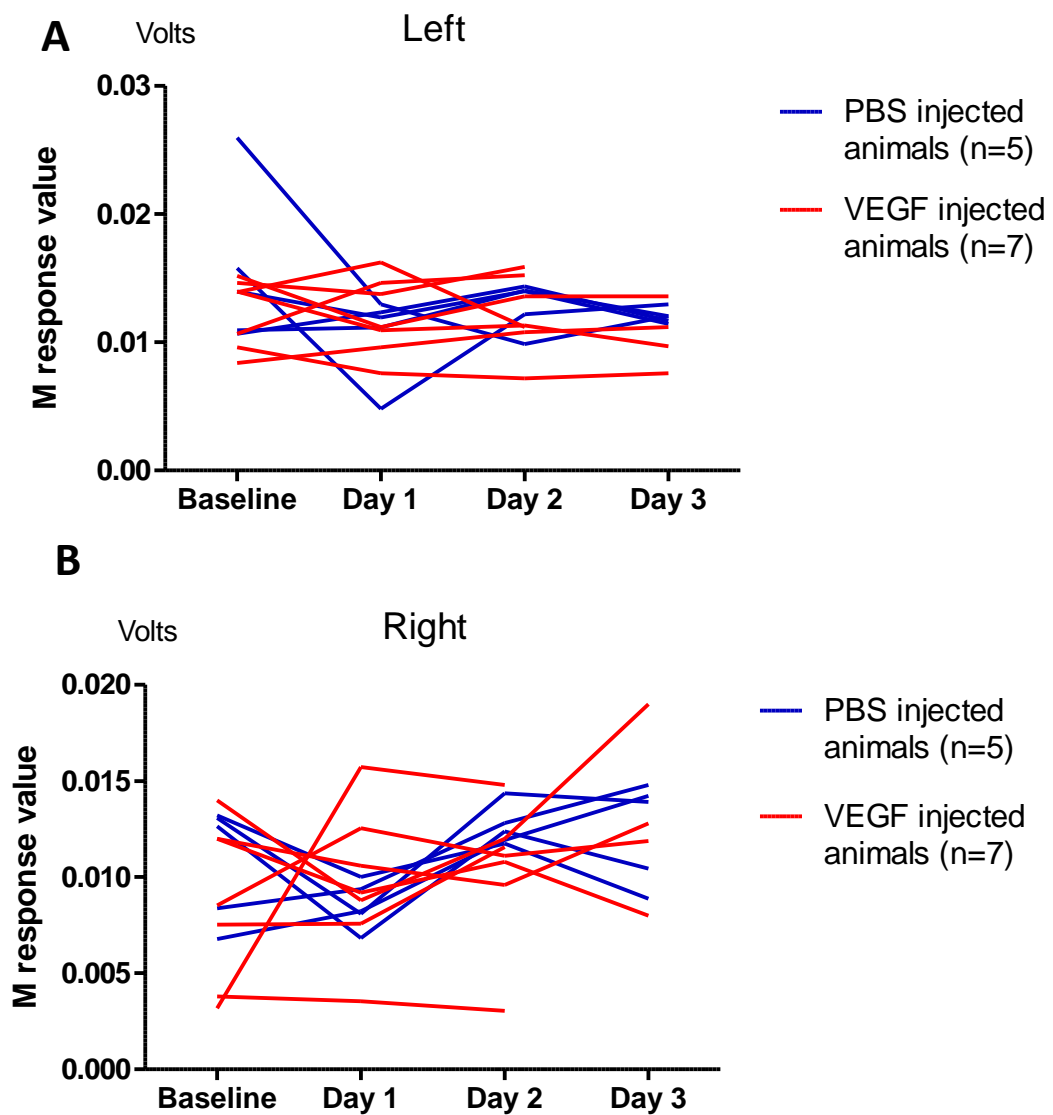 A
Volts
Left
M response value
0.03
0.02
0.01
0.00
Baseline Day 1 Day 2 Day 3
PBS injected
animals (n=5)
VEGF injected
animals (n=7)
B
Volts
Right
M response value
0.020
0.015
0.010
0.005
0.000
Baseline Day 1 Day 2 Day 3
PBS injected
animals (n=5)
VEGF injected
animals (n=7)